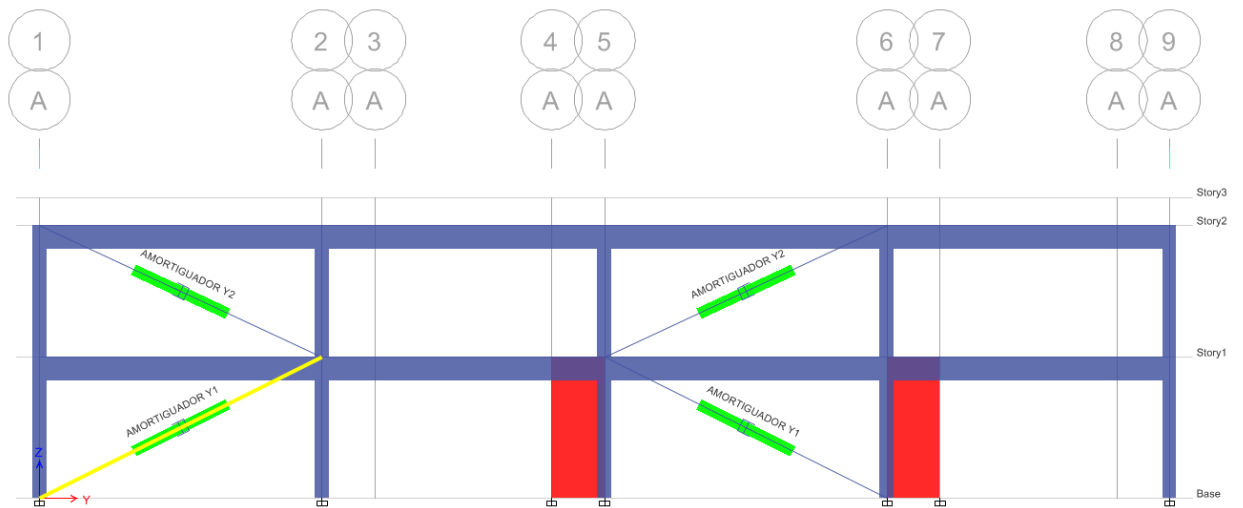 1 2 3 4 5 6 7 8 9
A A A A A A A A A
Story3
Story2
AMORTIGUADOR Y2
AMORTIGUADOR Y2
Story1
AMORTIGUADOR Y1
AMORTIGUADOR Y1
Z
Y
Base